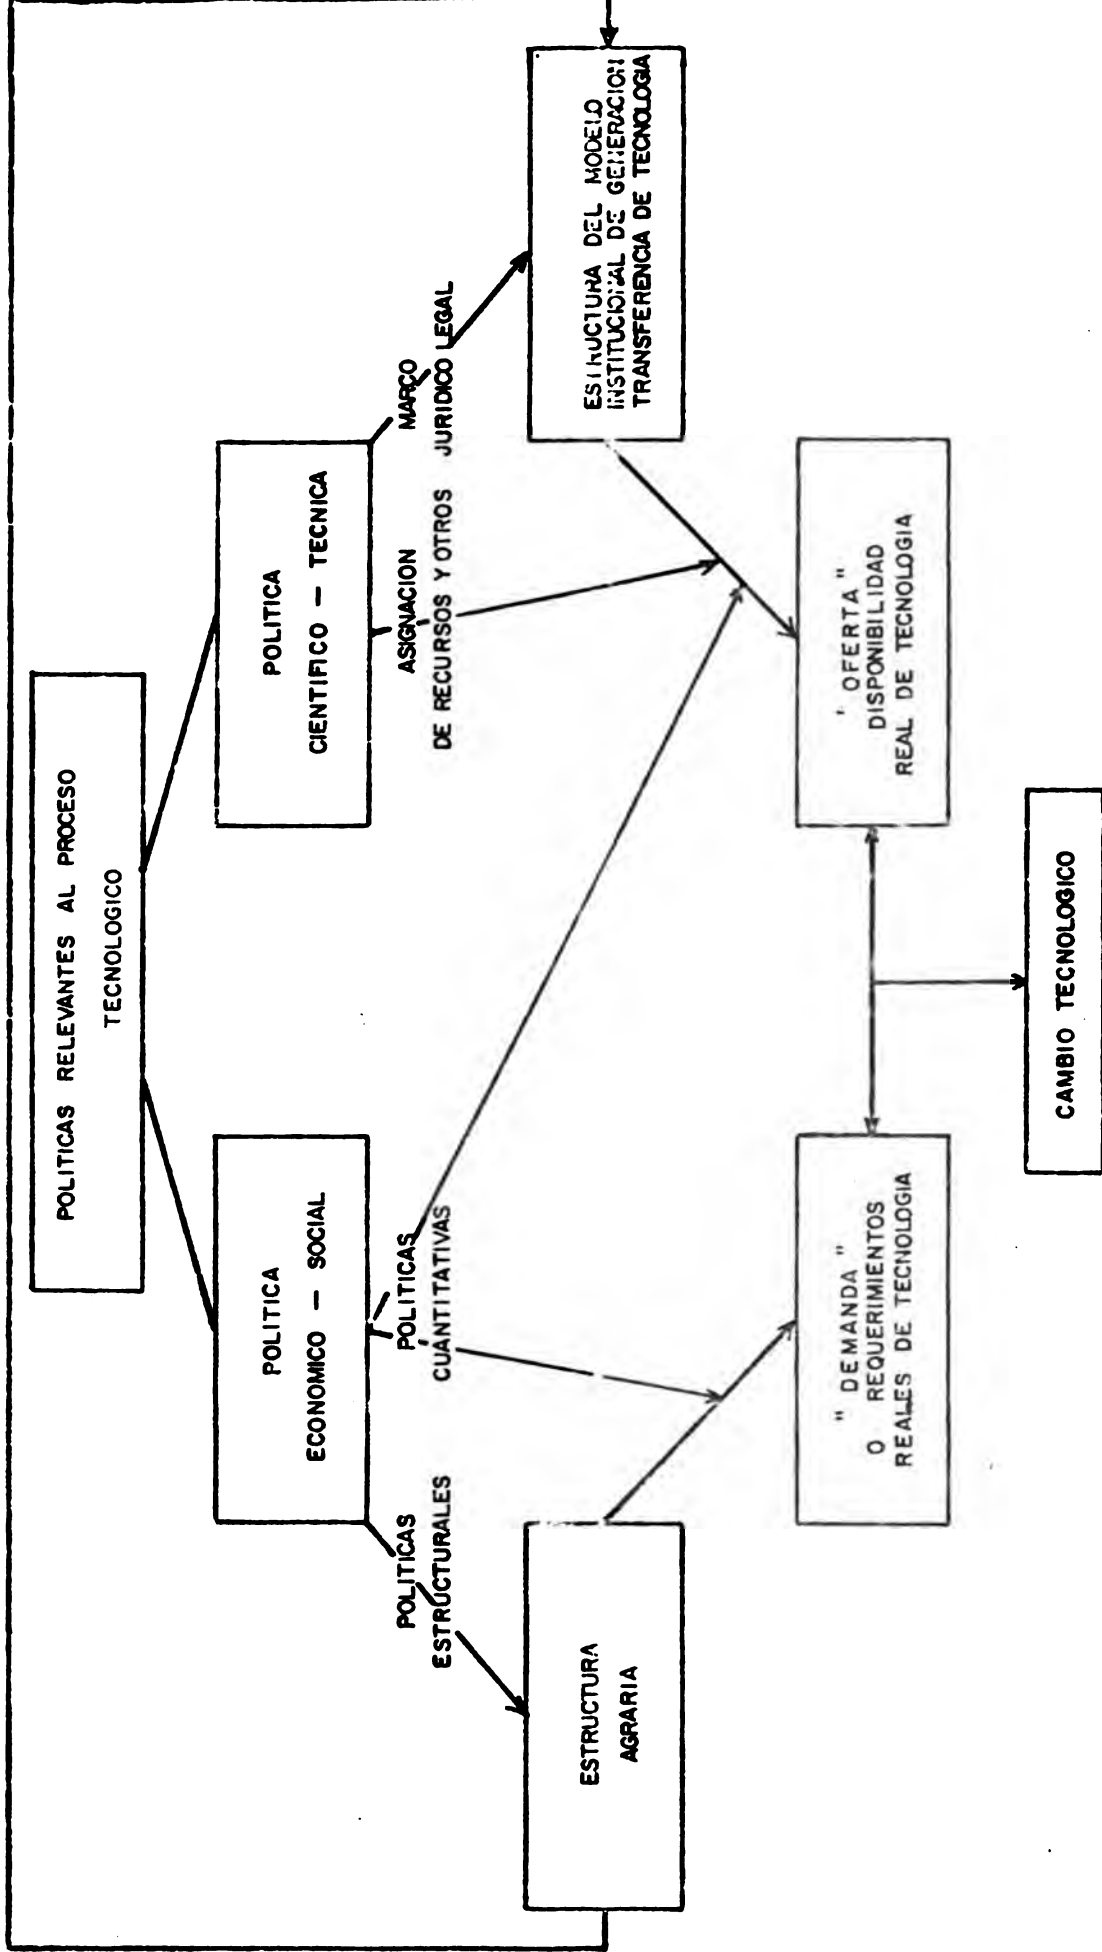 POLITICAS RELEVANTES AL PROCESO
TECNOLOGICO
POLITICA
ECONOMICO — SOCIAL
POLITICA
CIENTIFICO — TECNICA
POLITICAS
ESTRUCTURALES
POLITICAS
CUANTITATIVAS
ASIGNACION
DE RECURSOS Y OTROS
MARCO
JURIDICO LEGAL
ESTRUCTURA
AGRARIA
ESTRUCTURA DEL MODELO
INSTITUCIONAL DE GENERACION
TRANSFERENCIA DE TECNOLOGIA
" DEMANDA "
O REQUERIMIENTOS
REALES DE TECNOLOGIA
' OFERTA "
DISPONIBILIDAD
REAL DE TECNOLOGIA
CAMBIO TECNOLOGICO